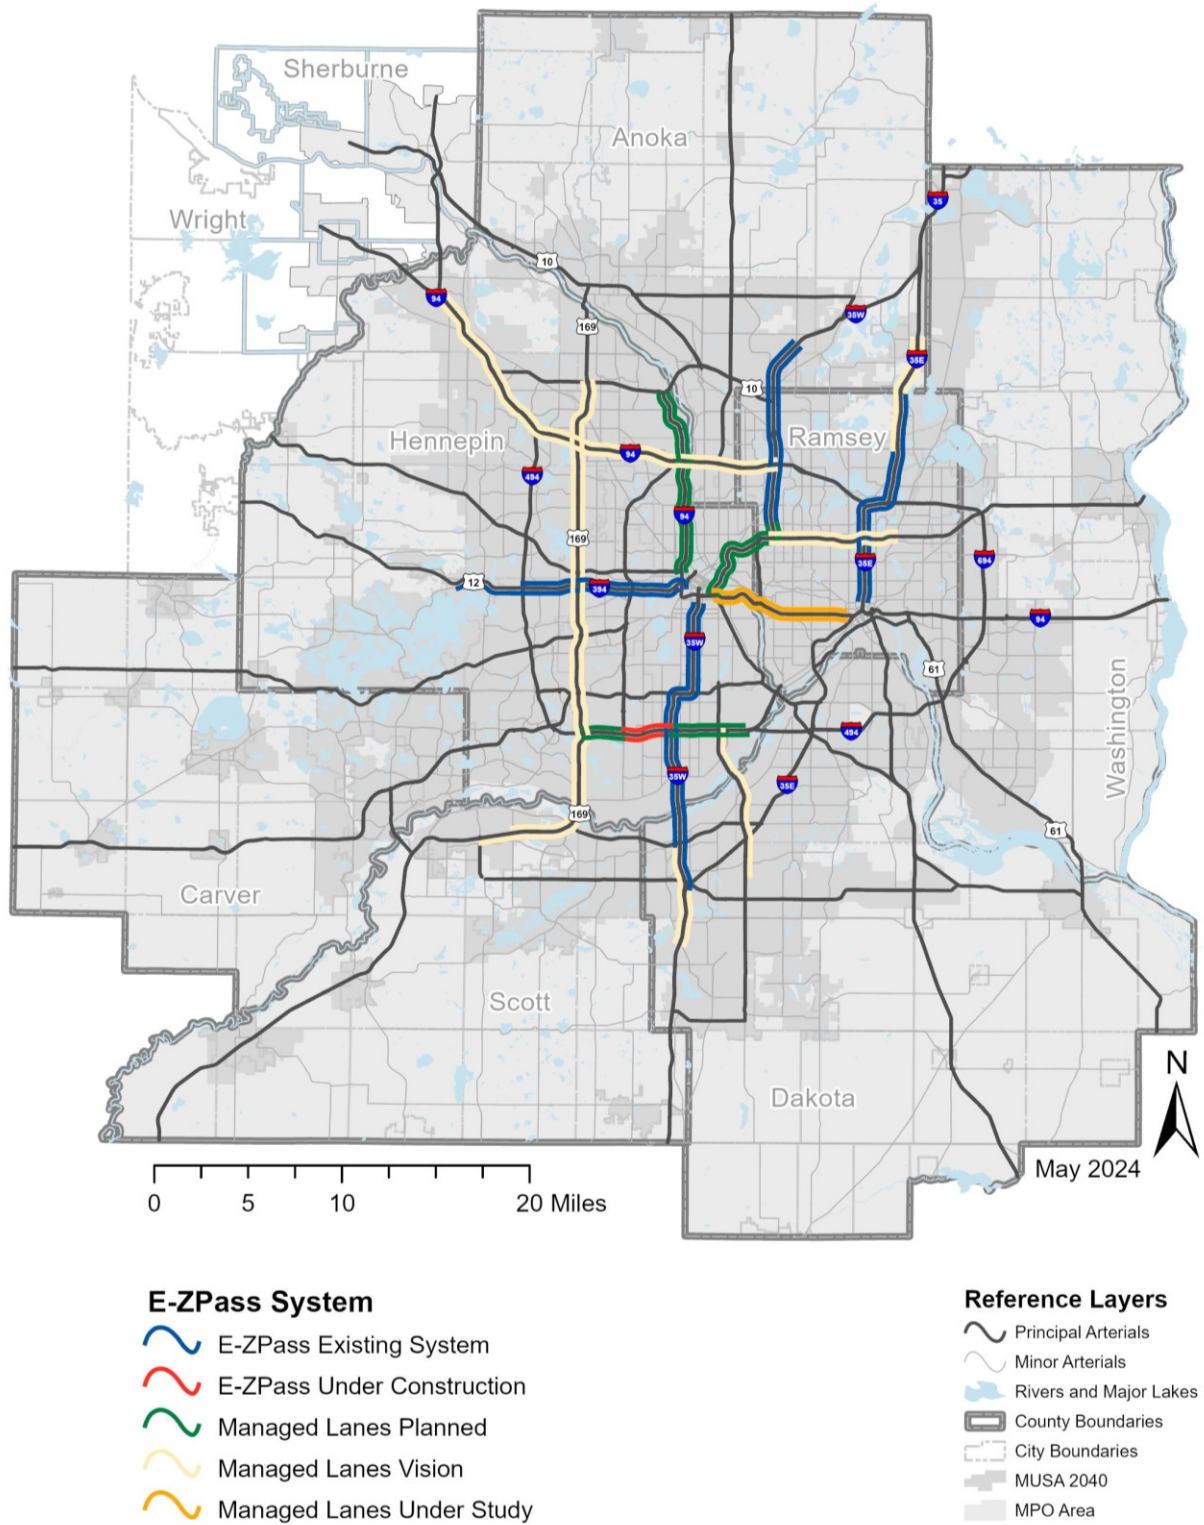 Sherburne
Anoka
Wright
35
10
94
169
35W
35E
10
Hennepin
Ramsey
94
494
94
169
35E
694
12
394
94
35W
61
Washington
494
35W
35E
169
61
Carver
Scott
Dakota
N
May 2024
0 5 10 20 Miles
E-ZPass System
E-ZPass Existing System
E-ZPass Under Construction
Managed Lanes Planned
Managed Lanes Vision
Managed Lanes Under Study
Reference Layers
Principal Arterials
Minor Arterials
Rivers and Major Lakes
County Boundaries
City Boundaries
MUSA 2040
MPO Area